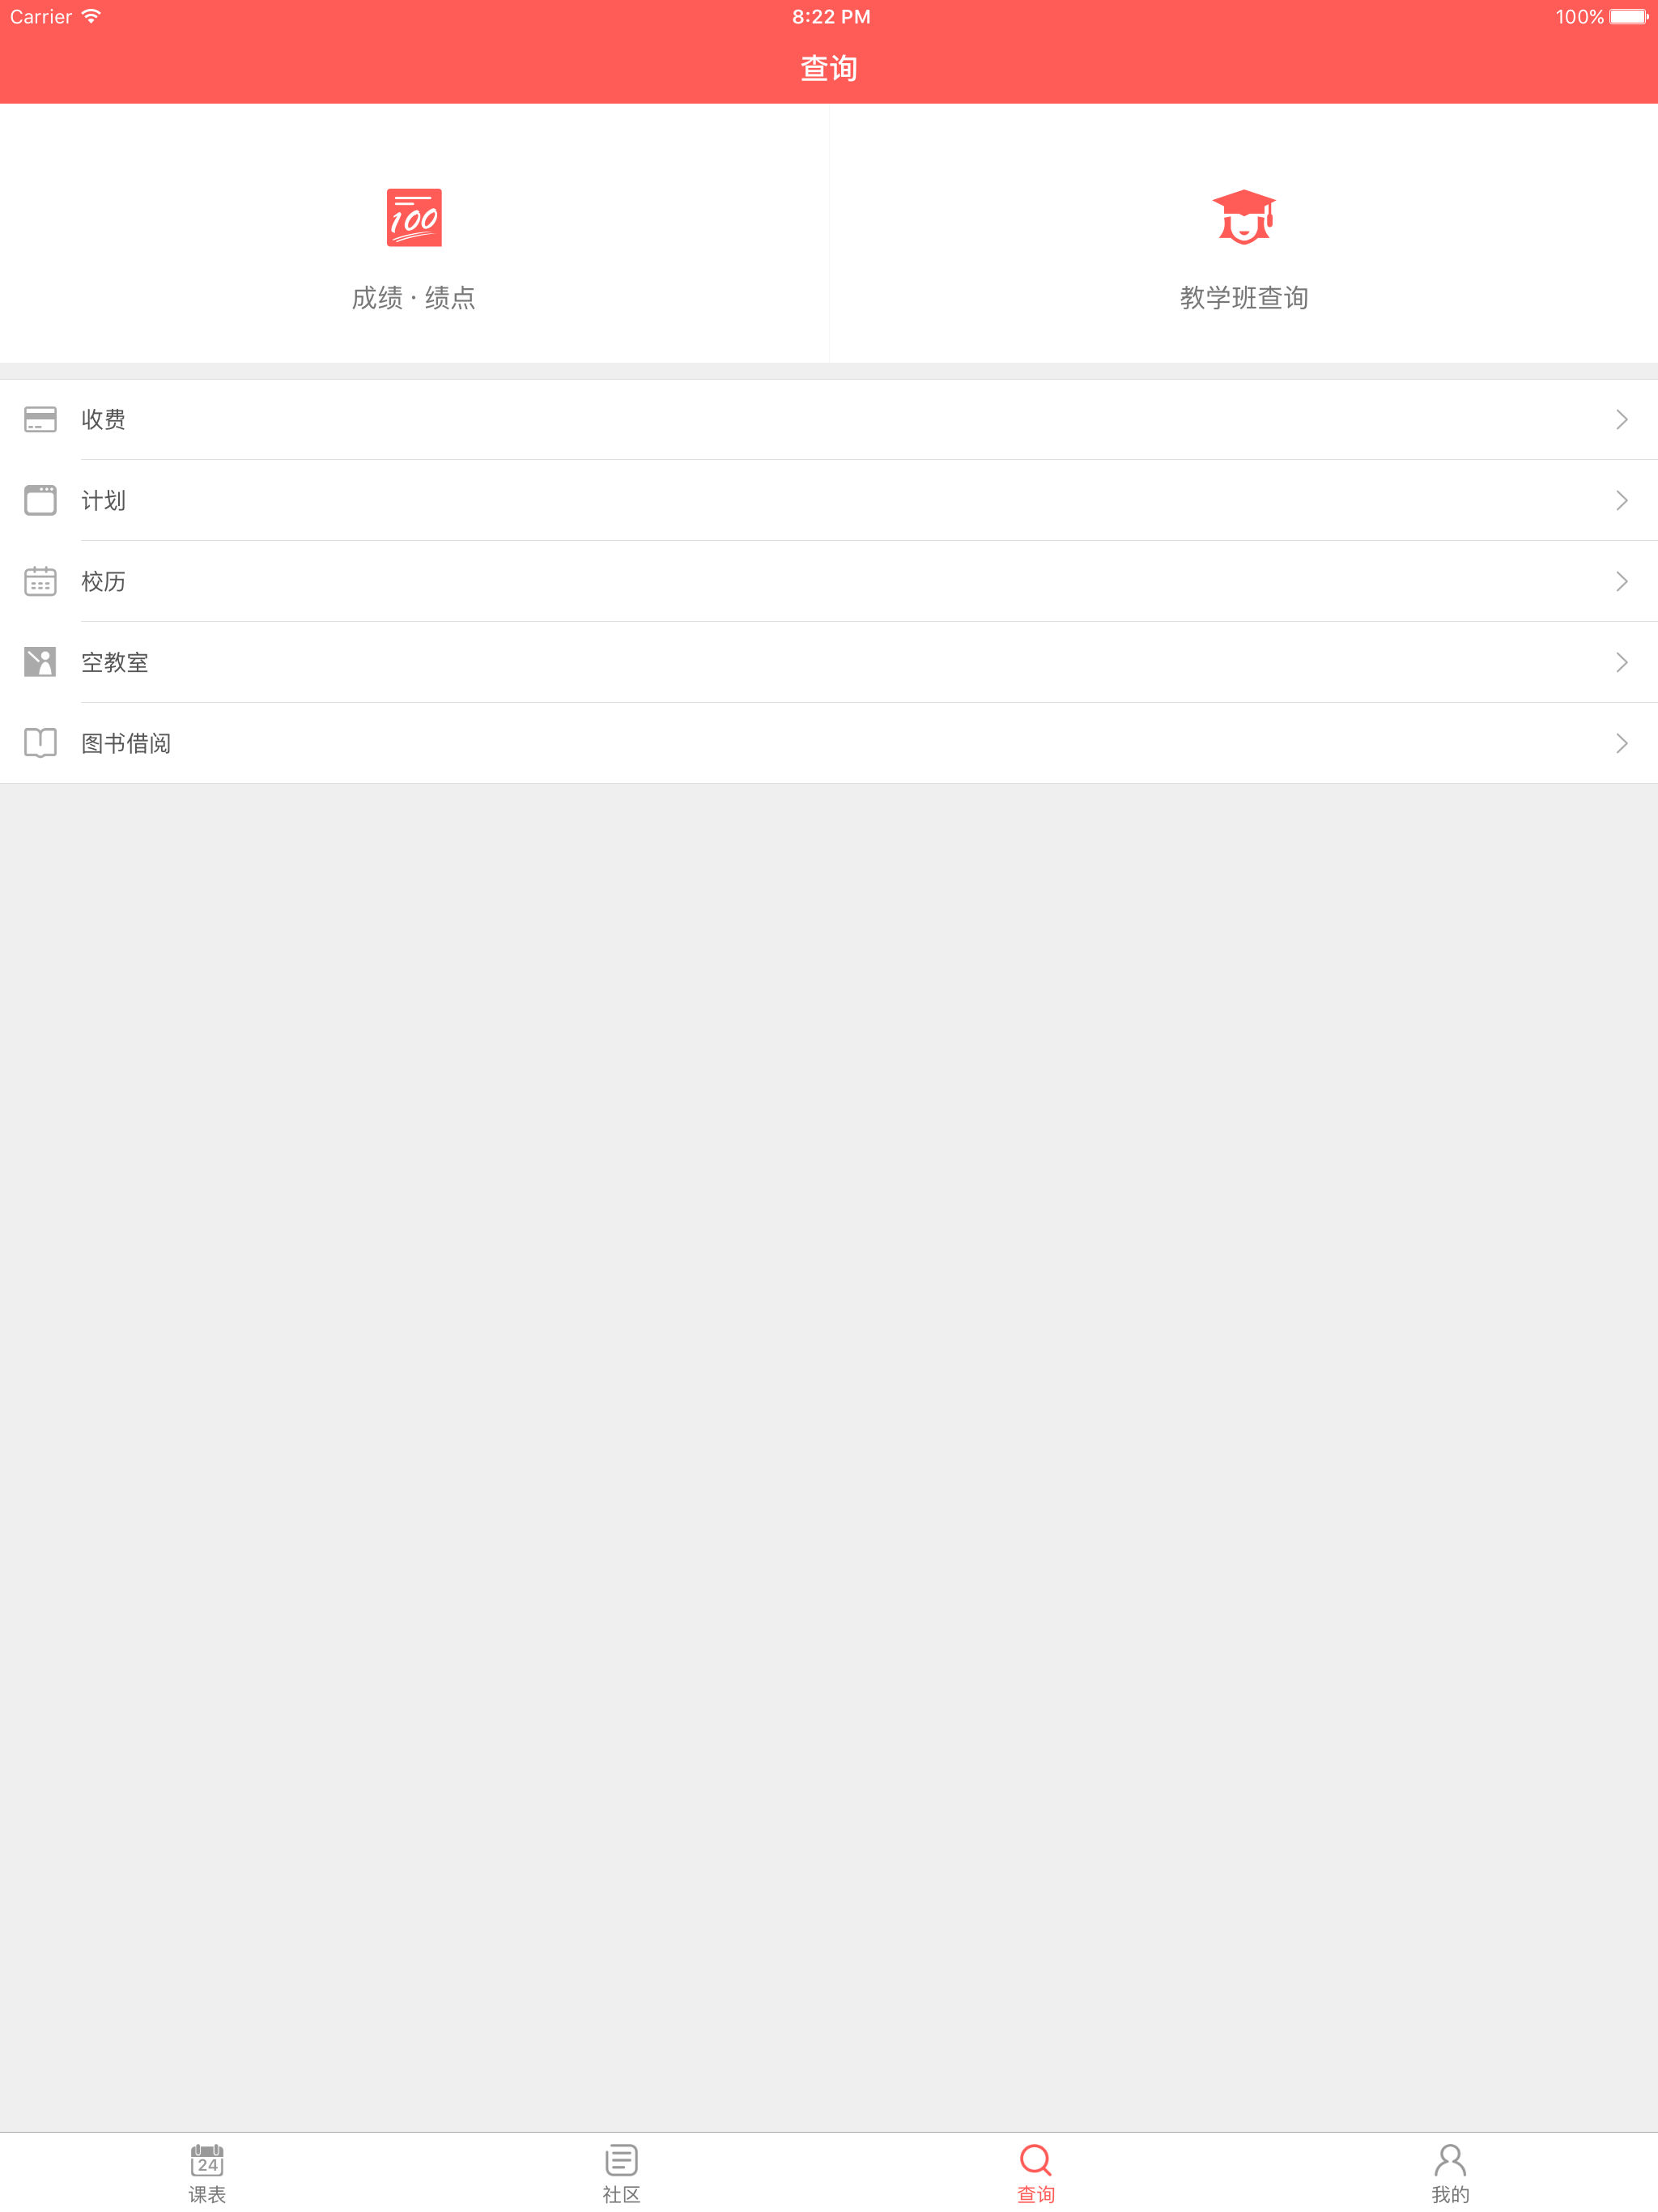 Carrier 8:22 PM 100%
查询
100
成绩 · 绩点 教学班查询
收费
计划
校历
空教室
图书借阅
24
课表 社区 查询 我的